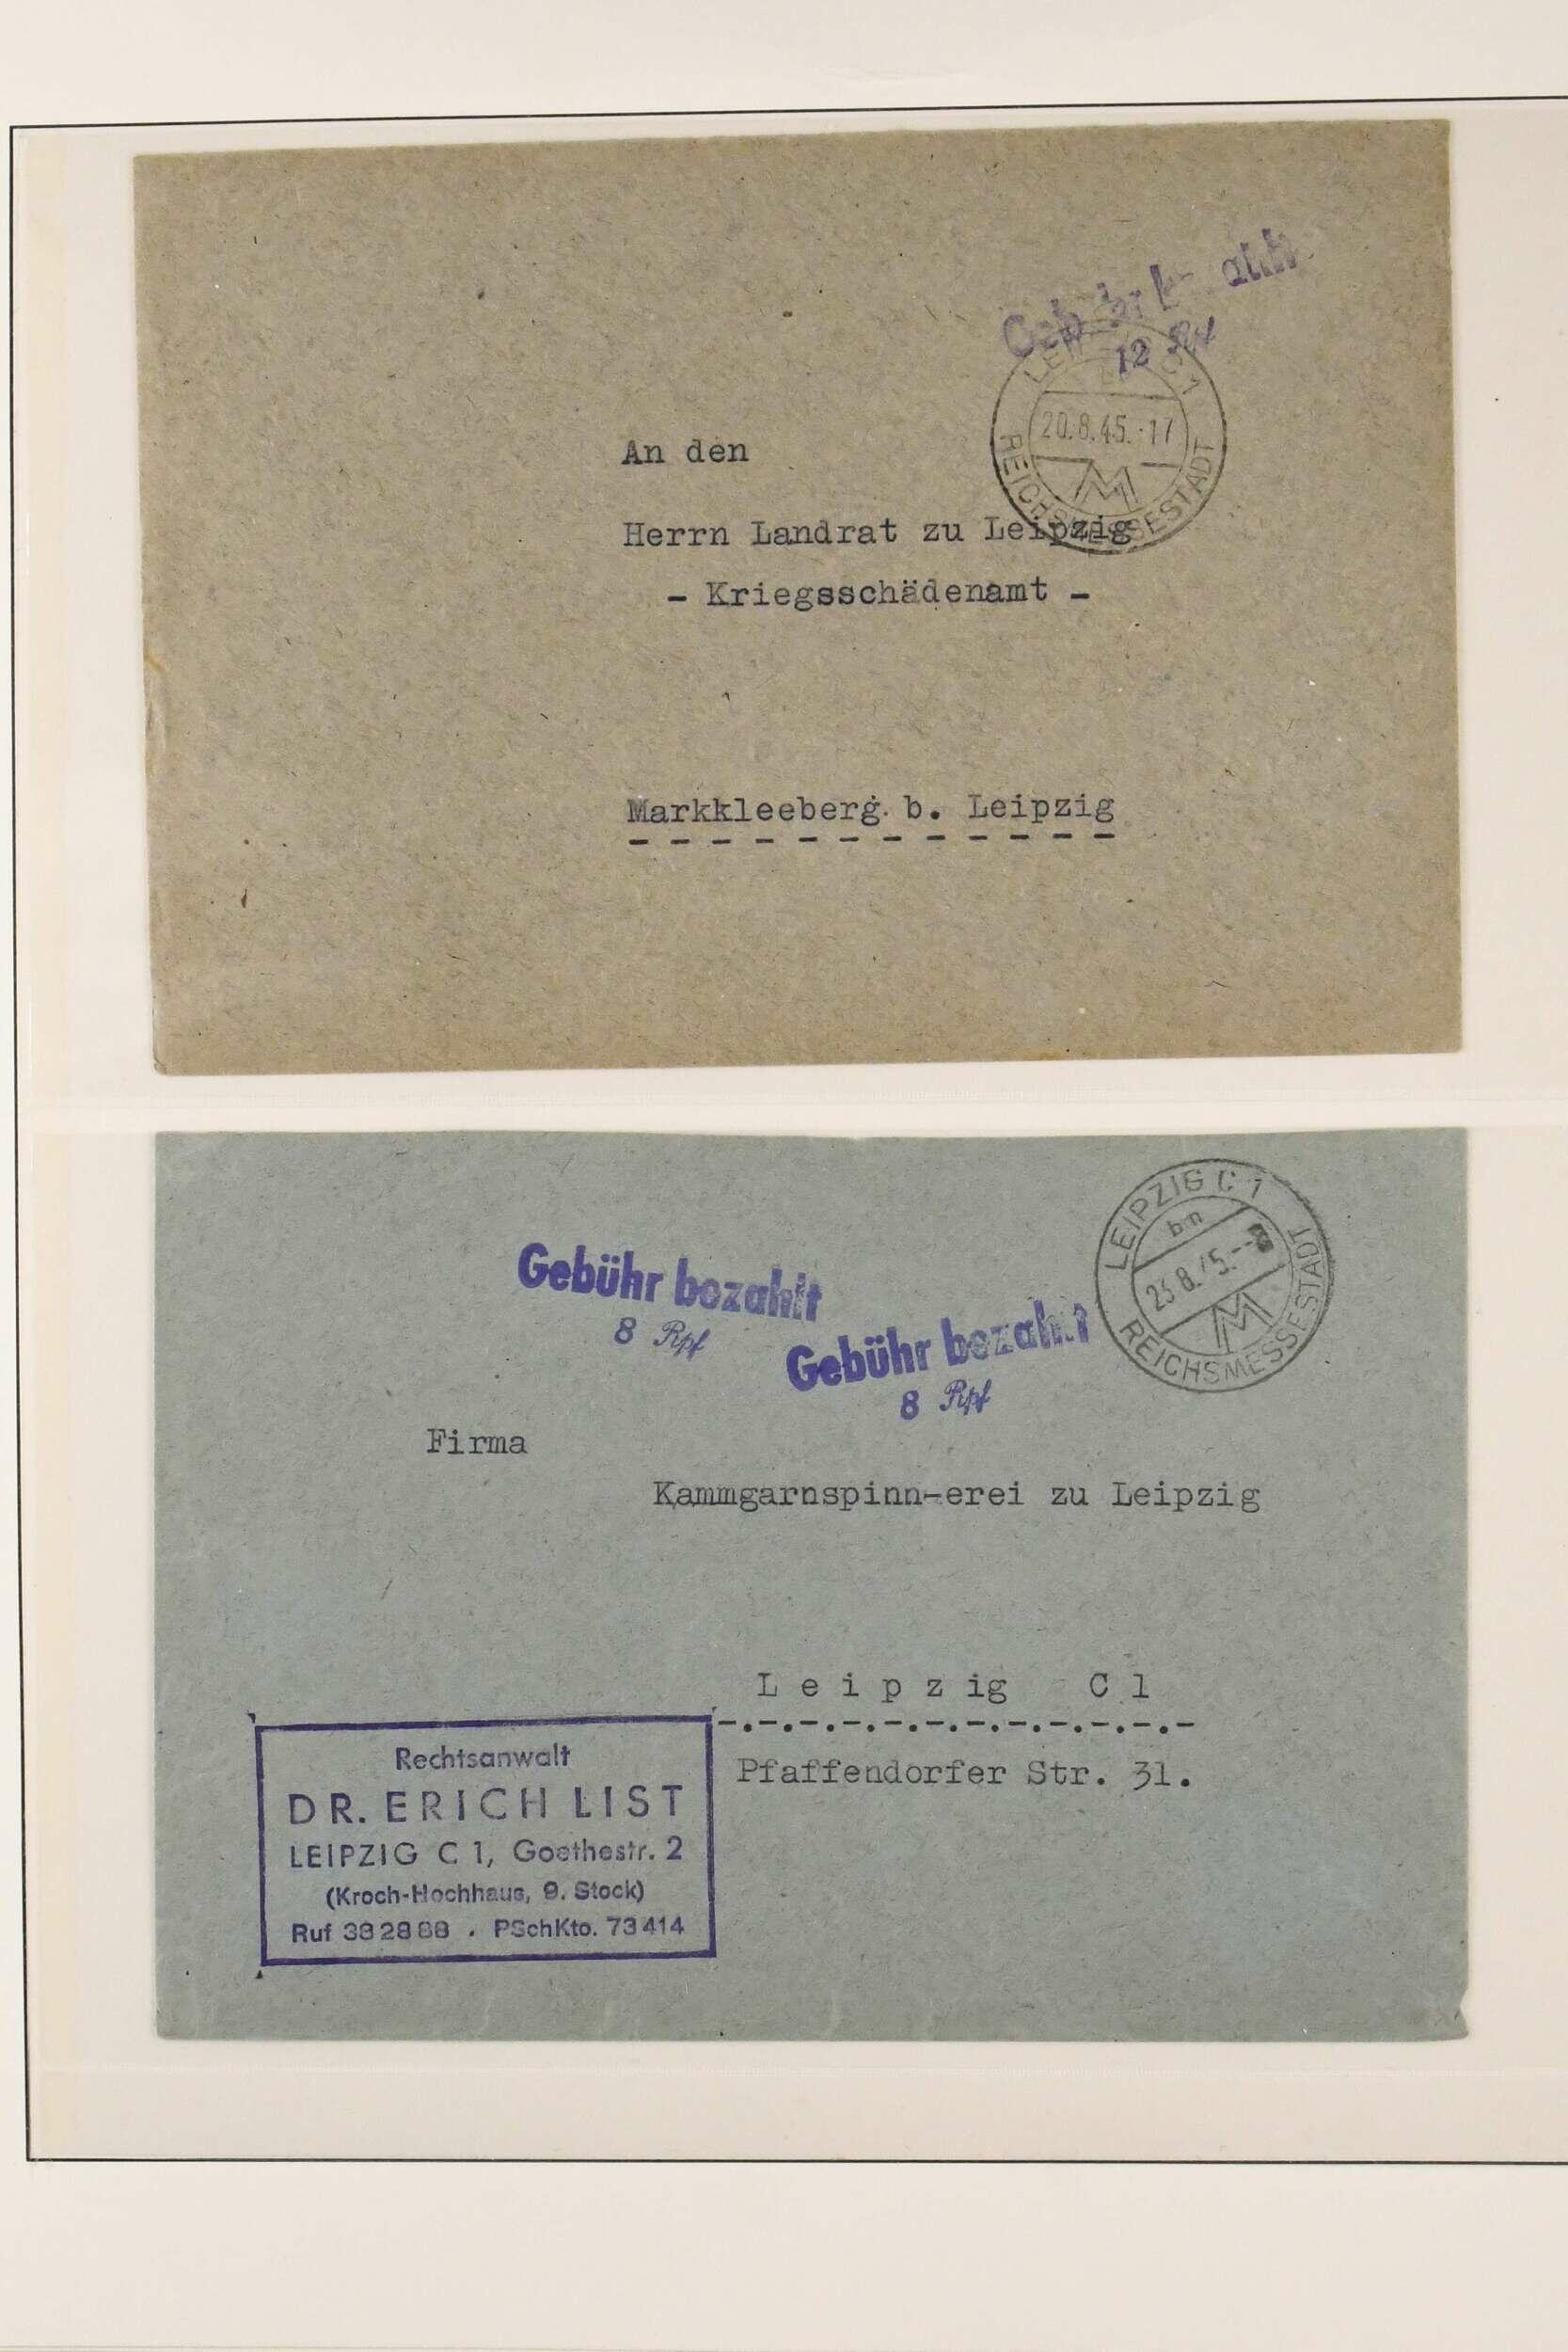 12 Rpf
LEIPZIG C 1
20.8.45.-17
REICHSMESSESTADT
An den
Herrn Landrat zu Leipzig
- Kriegsschädenamt -
Markkleeberg b. Leipzig
LEIPZIG C 1
bm
REICHSMESSESTADT
Gebühr bezahlt
8 Rpf
Gebühr bezahlt
8 Rpf
Firma
Kammgarnspinn-erei zu Leipzig
L e i p z ig C 1
Pfaffendorfer Str. 31.
Rechtsanwalt
DR. ERICH LIST
LEIPZIG C 1, Goethestr. 2
(Kroch-Hochhaus, 9. Stock)
Ruf 38 28 88 . PSchKto. 73 414